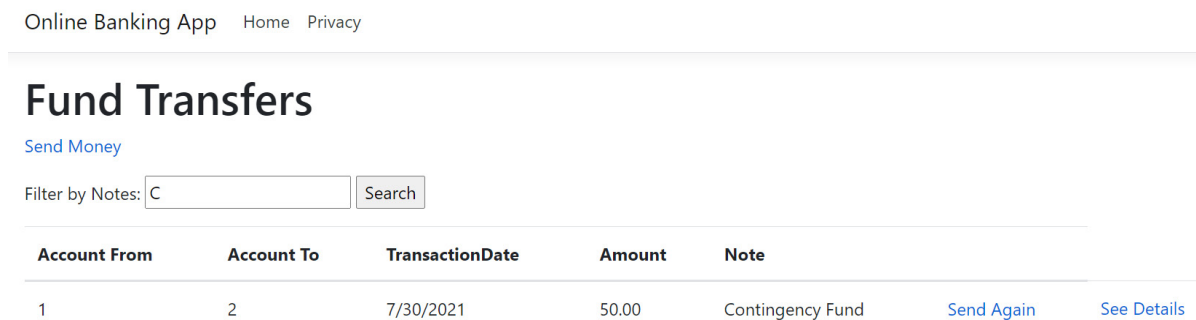 Online Banking App Home Privacy
Fund Transfers
Send Money
Filter by Notes: C Search
Account From Account To TransactionDate Amount Note
1 2 7/30/2021 50.00 Contingency Fund Send Again See Details